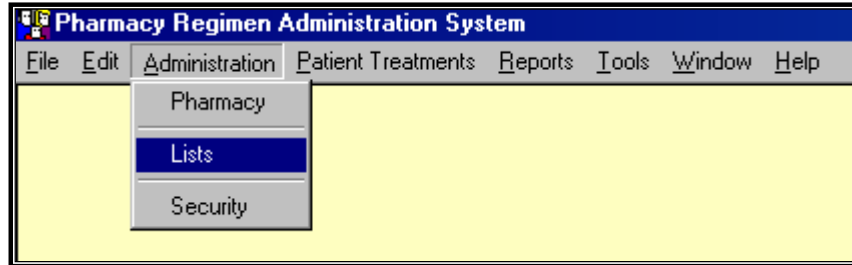 Pharmacy Regimen Administration System
File Edit Administration Patient Treatments Reports Tools Window Help
Pharmacy
Lists
Security